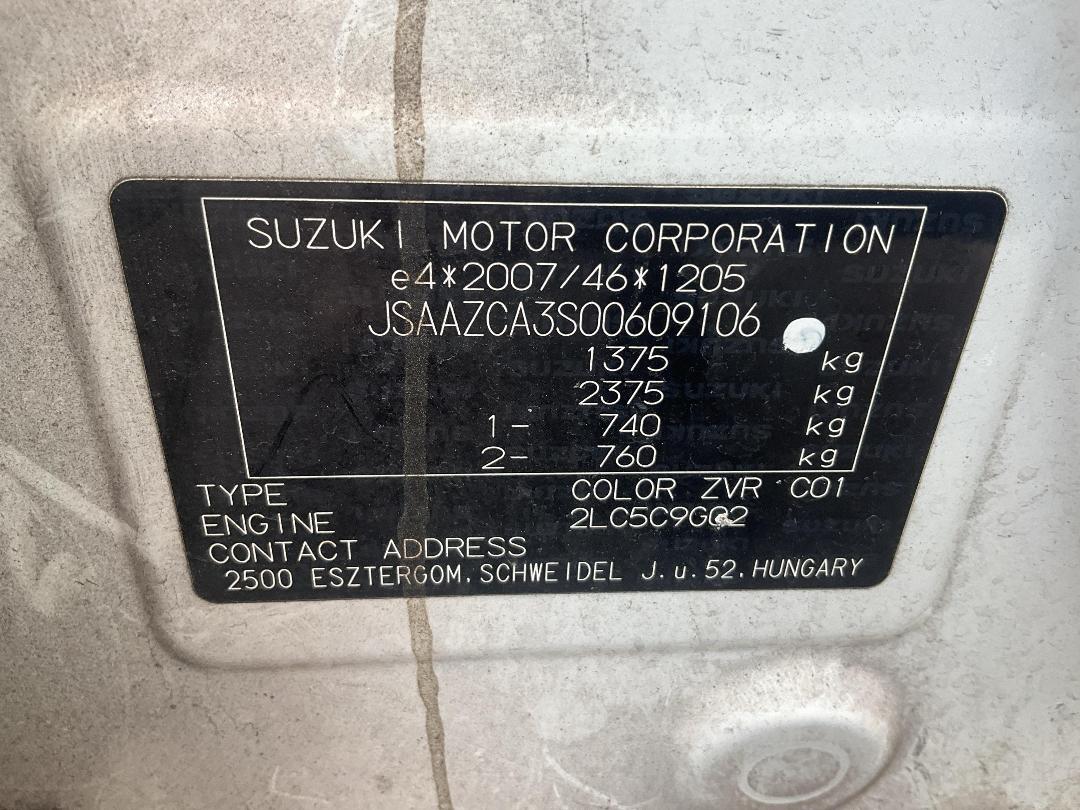 SUZUKI MOTOR CORPORATION
e4*2007/46*1205
JSAAZCA3S00609106
1375 kg
2375 kg
1- 740 kg
2- 760 kg
TYPE COLOR ZVR C01
ENGINE
CONTACT ADDRESS
2500 ESZTERGOM. SCHWEIDEL J. u. 52. HUNGARY